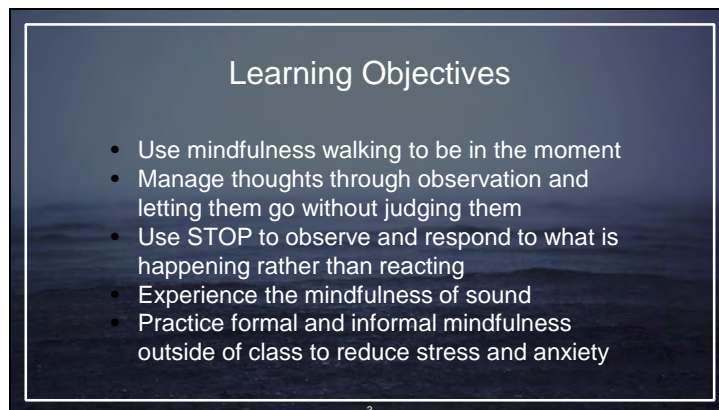 Learning Objectives
• Use mindfulness walking to be in the moment
• Manage thoughts through observation and
letting them go without judging them
• Use STOP to observe and respond to what is
happening rather than reacting
• Experience the mindfulness of sound
• Practice formal and informal mindfulness
outside of class to reduce stress and anxiety
3